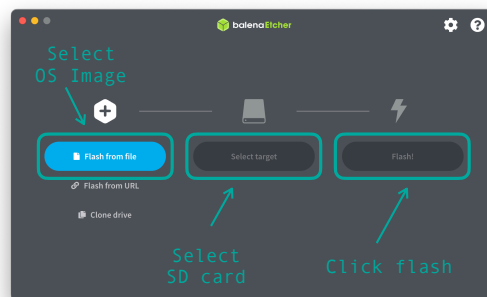 balenaEtcher
Select
OS Image
Flash from file
Select target
Flash!
Flash from URL
Clone drive
Select
SD card
Click flash